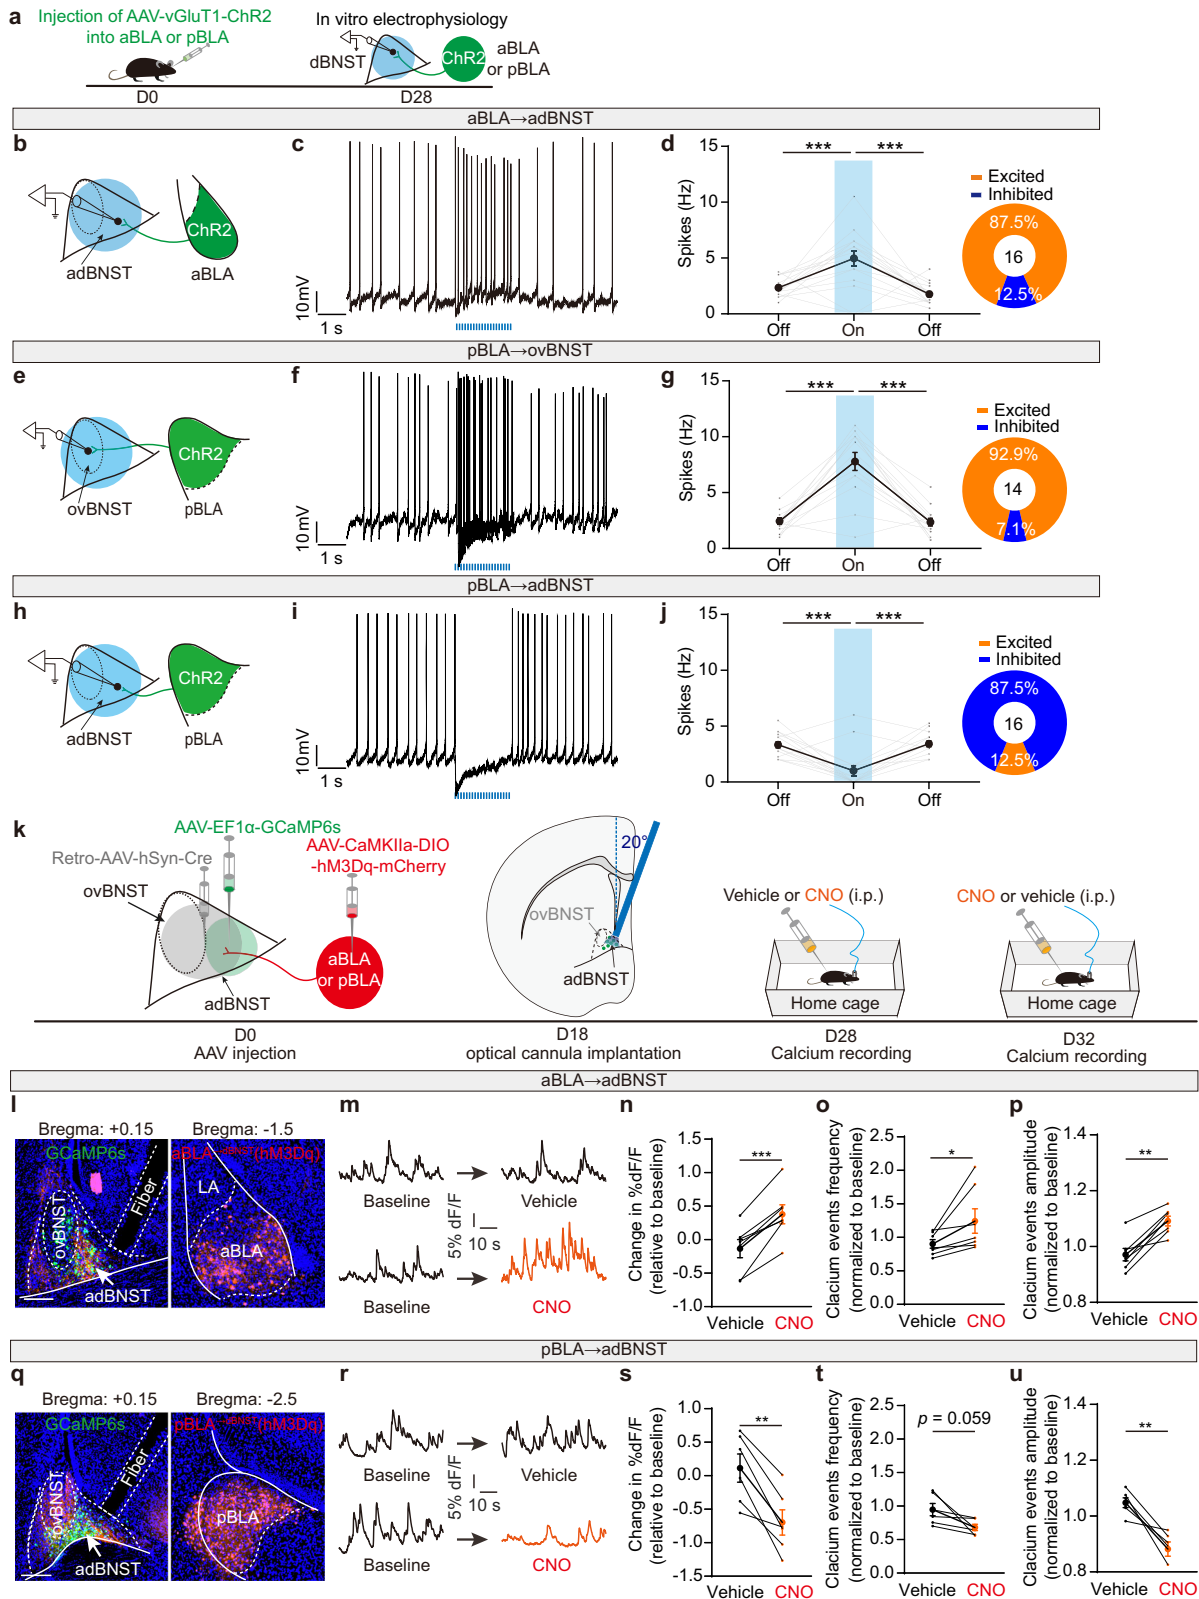 a
Injection of AAV-vGluT1-ChR2
into aBLA or pBLA
In vitro electrophysiology
dBNST
ChR2
aBLA
or pBLA
D0
D28
aBLA→adBNST
b
ChR2
adBNST
aBLA
c
10mV
1 s
d
Spikes (Hz)
15
10
5
0
*** ***
Off On Off
Excited
Inhibited
87.5%
16
12.5%
pBLA→ovBNST
e
ChR2
ovBNST
pBLA
f
10mV
1 s
g
Spikes (Hz)
15
10
5
0
*** ***
Off On Off
Excited
Inhibited
92.9%
14
7.1%
pBLA→adBNST
h
ChR2
adBNST
pBLA
i
10mV
1 s
j
Spikes (Hz)
15
10
5
0
*** ***
Off On Off
Excited
Inhibited
87.5%
16
12.5%
k
AAV-EF1α-GCaMP6s
Retro-AAV-hSyn-Cre
AAV-CaMKIIa-DIO
-hM3Dq-mCherry
ovBNST
aBLA
or pBLA
adBNST
20°
ovBNST
adBNST
Vehicle or CNO (i.p.)
Home cage
CNO or vehicle (i.p.)
Home cage
D0
AAV injection
D18
optical cannula implantation
D28
Calcium recording
D32
Calcium recording
aBLA→adBNST
l
Bregma: +0.15
GCaMP6s
ovBNST
Fiber
adBNST
Bregma: -1.5
aBLA→dBNST(hM3Dq)
LA
aBLA
m
Baseline
Vehicle
5% dF/F
10 s
Baseline
CNO
n
Change in %dF/F
(relative to baseline)
1.5
1.0
0.5
0.0
-0.5
-1.0
***
Vehicle CNO
o
Clacium events frequency
(normalized to baseline)
2.5
2.0
1.5
1.0
0.5
0.0
*
Vehicle CNO
p
Clacium events amplitude
(normalized to baseline)
1.4
1.2
1.0
0.8
**
Vehicle CNO
pBLA→adBNST
q
Bregma: +0.15
GCaMP6s
ovBNST
Fiber
adBNST
Bregma: -2.5
pBLA→dBNST(hM3Dq)
pBLA
r
Baseline
Vehicle
5% dF/F
10 s
Baseline
CNO
s
Change in %dF/F
(relative to baseline)
1.0
0.5
0.0
-0.5
-1.0
-1.5
**
Vehicle CNO
t
Clacium events frequency
(normalized to baseline)
2.5
2.0
1.5
1.0
0.5
0.0
p = 0.059
Vehicle CNO
u
Clacium events amplitude
(normalized to baseline)
1.4
1.2
1.0
0.8
**
Vehicle CNO